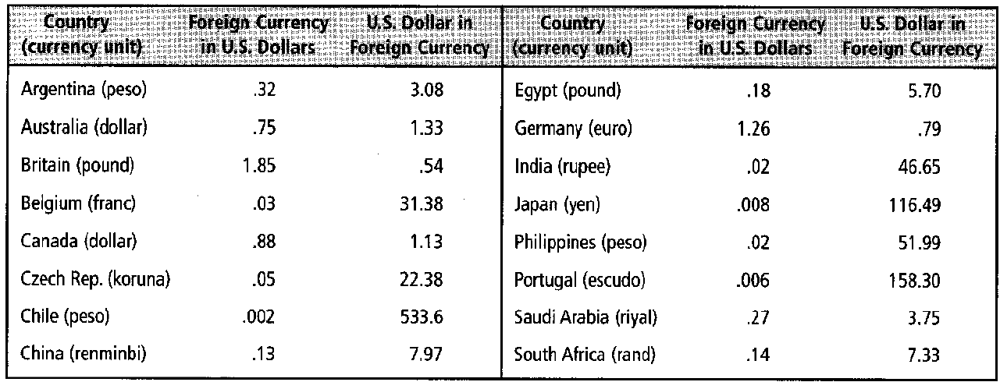 Country Foreign Currency U.S. Dollar in Country Foreign Currency U.S. Dollar in
(currency unit) in U.S. Dollars Foreign Currency (currency unit) in U.S. Dollars Foreign Currency
Argentina (peso) .32 3.08 Egypt (pound) .18 5.70
Australia (dollar) .75 1.33 Germany (euro) 1.26 .79
Britain (pound) 1.85 .54 India (rupee) .02 46.65
Belgium (franc) .03 31.38 Japan (yen) .008 116.49
Canada (dollar) .88 1.13 Philippines (peso) .02 51.99
Czech Rep. (koruna) .05 22.38 Portugal (escudo) .006 158.30
Chile (peso) .002 533.6 Saudi Arabia (riyal) .27 3.75
China (renminbi) .13 7.97 South Africa (rand) .14 7.33